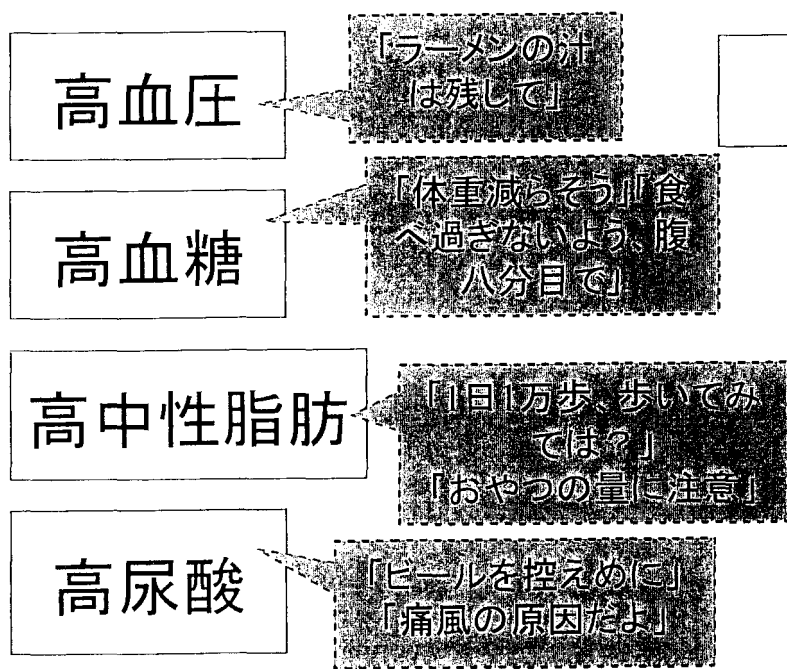 高血圧
「ラーメンの汁
は残して」
高血糖
「体重減らそう」「食
べ過ぎないよう、腹
八分目で」
高中性脂肪
「1日1万歩、歩いてみ
ては？」
「おやつの量に注意」
高尿酸
「ビールを控えめに」
「痛風の原因だよ」